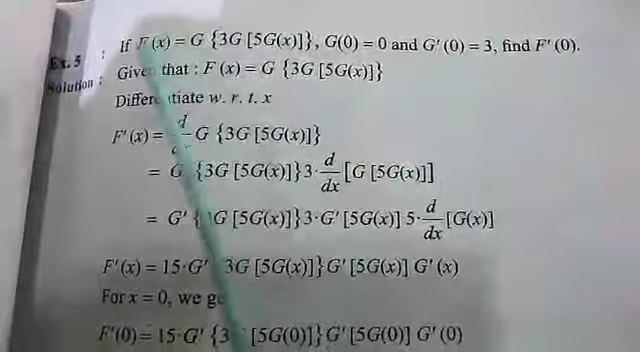 Ex. 5 : If F (x) = G {3G [5G(x)]}, G(0) = 0 and G′ (0) = 3, find F′ (0).
Solution : Given that : F (x) = G {3G [5G(x)]}
Differentiate w. r. t. x
F′ (x) = d/dx G {3G [5G(x)]}
= G {3G [5G(x)]}3· d/dx [G [5G(x)]]
= G′ { G [5G(x)]}3·G′ [5G(x)] 5· d/dx [G(x)]
F′(x) = 15·G′ 3G [5G(x)]}G′ [5G(x)] G′ (x)
For x = 0, we
F′(0) = 15·G′ {3 [5G(0)]}G′ [5G(0)] G′ (0)